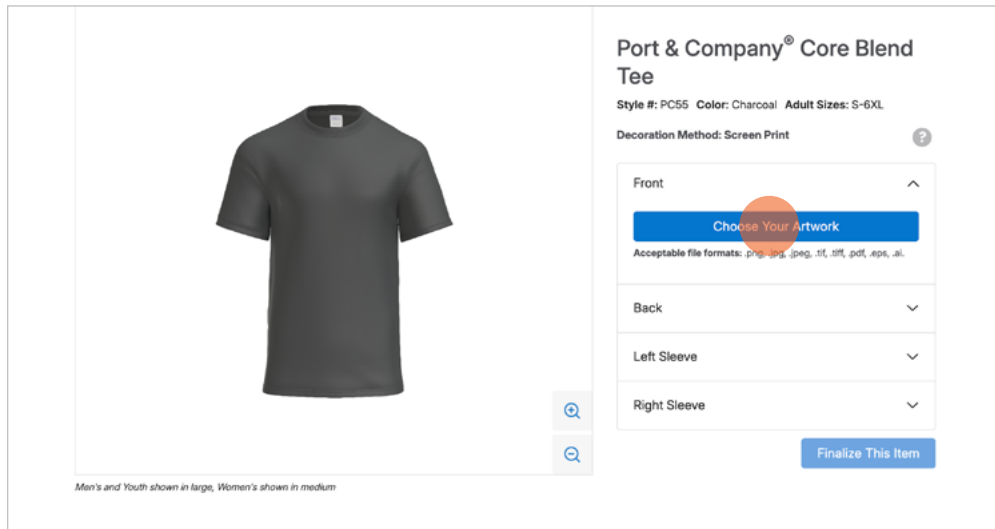 Port & Company® Core Blend
Tee
Style #: PC55 Color: Charcoal Adult Sizes: S-6XL
Decoration Method: Screen Print
?
Front
Choose Your Artwork
Acceptable file formats: .png, .jpg, .jpeg, .tif, .tiff, .pdf, .eps, .ai.
Back
Left Sleeve
Right Sleeve
Finalize This Item
Men's and Youth shown in large, Women's shown in medium